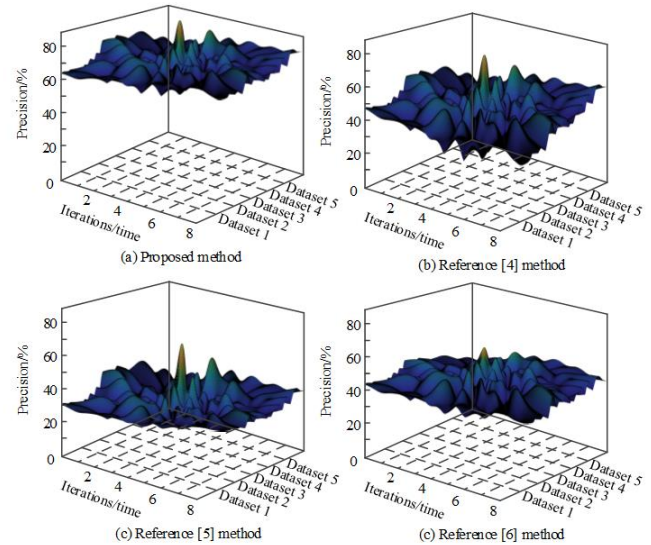 80
60
40
20
0
Precision/%
2
4
6
8
Iterations/time
Dataset 1
Dataset 2
Dataset 3
Dataset 4
Dataset 5
(a) Proposed method
80
60
40
20
0
Precision/%
2
4
6
8
Iterations/time
Dataset 1
Dataset 2
Dataset 3
Dataset 4
Dataset 5
(b) Reference [4] method
80
60
40
20
0
Precision/%
2
4
6
8
Iterations/time
Dataset 1
Dataset 2
Dataset 3
Dataset 4
Dataset 5
(c) Reference [5] method
80
60
40
20
0
Precision/%
2
4
6
8
Iterations/time
Dataset 1
Dataset 2
Dataset 3
Dataset 4
Dataset 5
(c) Reference [6] method